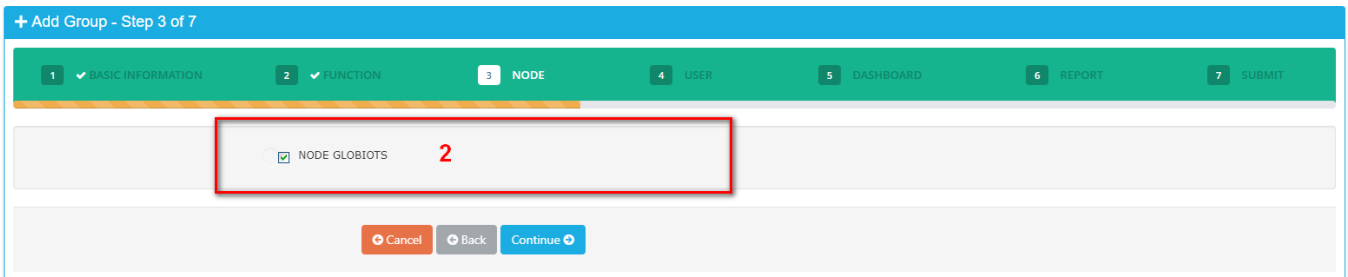 Add Group - Step 3 of 7
1 BASIC INFORMATION 2 FUNCTION 3 NODE 4 USER 5 DASHBOARD 6 REPORT 7 SUBMIT
NODE GLOBIOTS 2
Cancel Back Continue